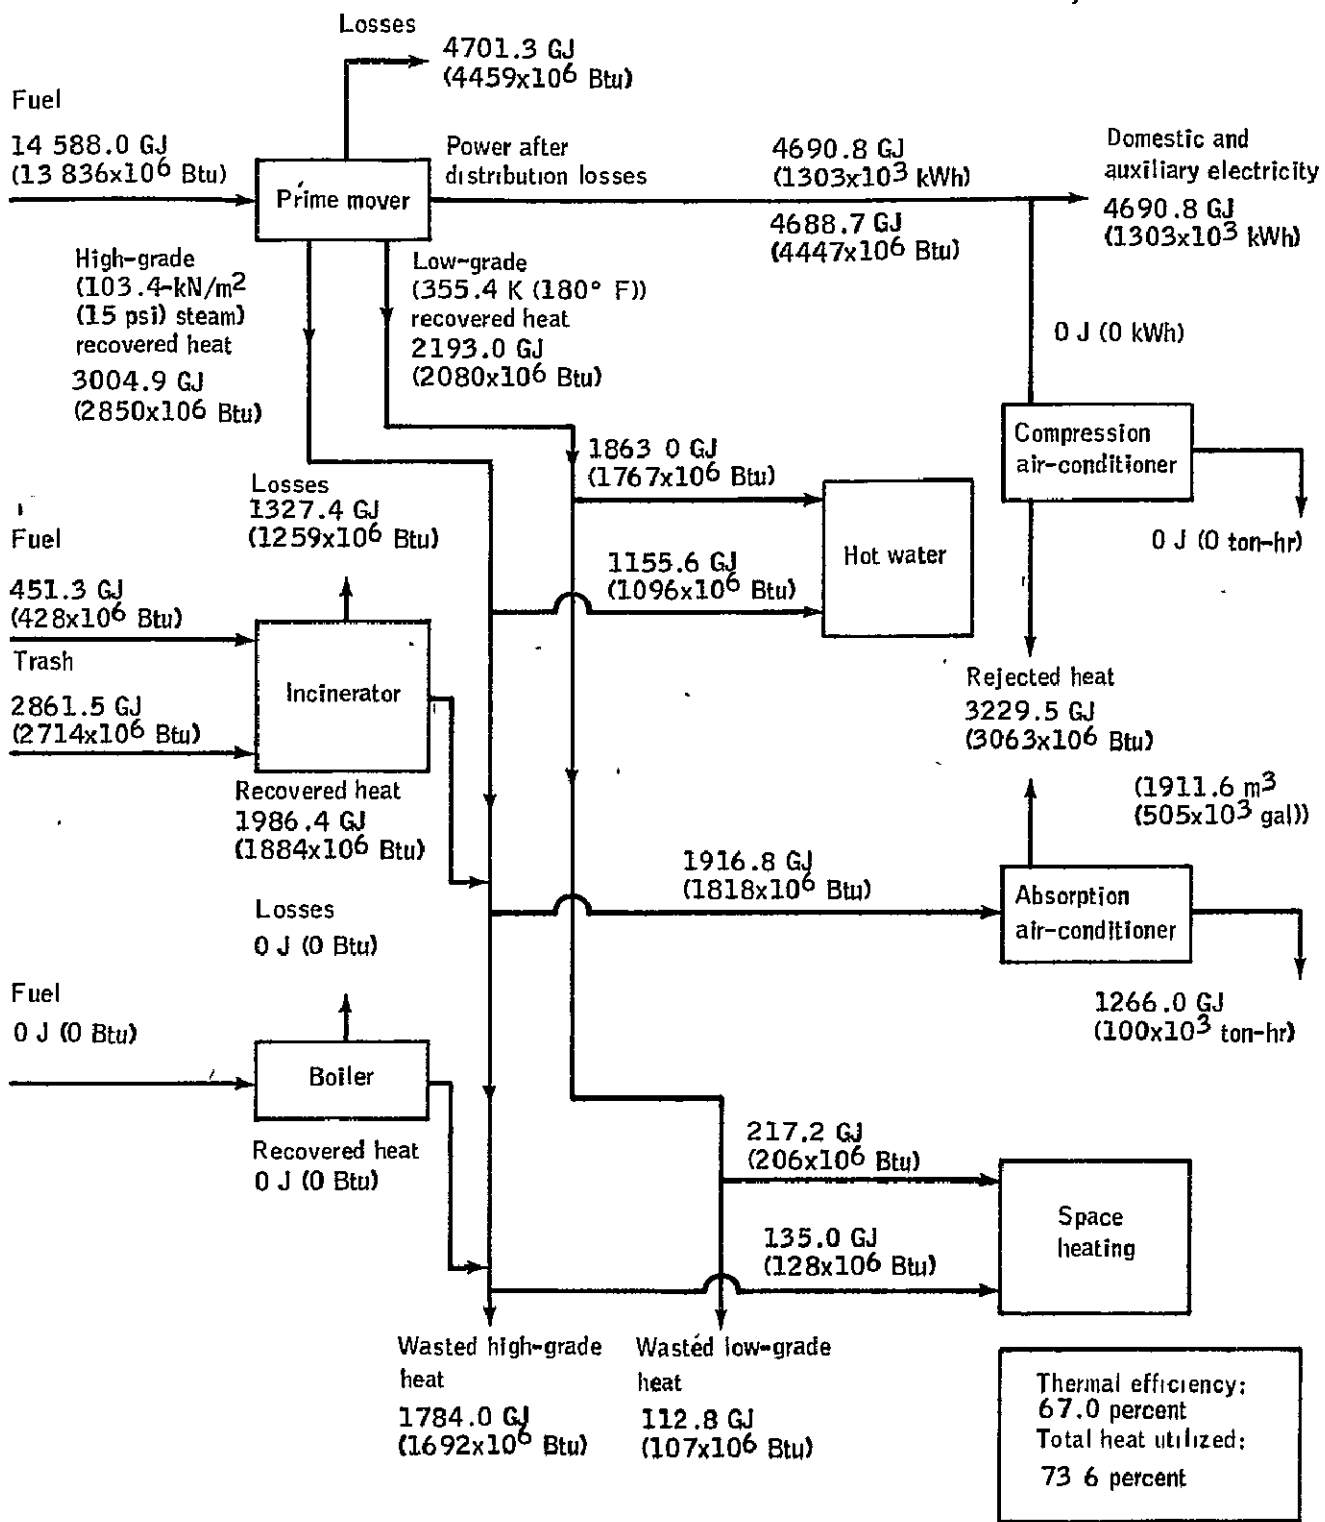 Losses
4701.3 GJ
(4459x10⁶ Btu)
Fuel
14 588.0 GJ
(13 836x10⁶ Btu)
Prime mover
Power after
distribution losses
4690.8 GJ
(1303x10³ kWh)
4688.7 GJ
(4447x10⁶ Btu)
Domestic and
auxiliary electricity
4690.8 GJ
(1303x10³ kWh)
High-grade
(103.4-kN/m²
(15 psi) steam)
recovered heat
3004.9 GJ
(2850x10⁶ Btu)
Low-grade
(355.4 K (180° F))
recovered heat
2193.0 GJ
(2080x10⁶ Btu)
0 J (0 kWh)
Compression
air-conditioner
0 J (0 ton-hr)
1863 0 GJ
(1767x10⁶ Btu)
1155.6 GJ
(1096x10⁶ Btu)
Hot water
Losses
1327.4 GJ
(1259x10⁶ Btu)
Fuel
451.3 GJ
(428x10⁶ Btu)
Trash
2861.5 GJ
(2714x10⁶ Btu)
Incinerator
Recovered heat
1986.4 GJ
(1884x10⁶ Btu)
Rejected heat
3229.5 GJ
(3063x10⁶ Btu)
(1911.6 m³
(505x10³ gal))
1916.8 GJ
(1818x10⁶ Btu)
Absorption
air-conditioner
1266.0 GJ
(100x10³ ton-hr)
Losses
0 J (0 Btu)
Fuel
0 J (0 Btu)
Boiler
Recovered heat
0 J (0 Btu)
217.2 GJ
(206x10⁶ Btu)
135.0 GJ
(128x10⁶ Btu)
Space
heating
Wasted high-grade
heat
1784.0 GJ
(1692x10⁶ Btu)
Wasted low-grade
heat
112.8 GJ
(107x10⁶ Btu)
Thermal efficiency:
67.0 percent
Total heat utilized:
73 6 percent